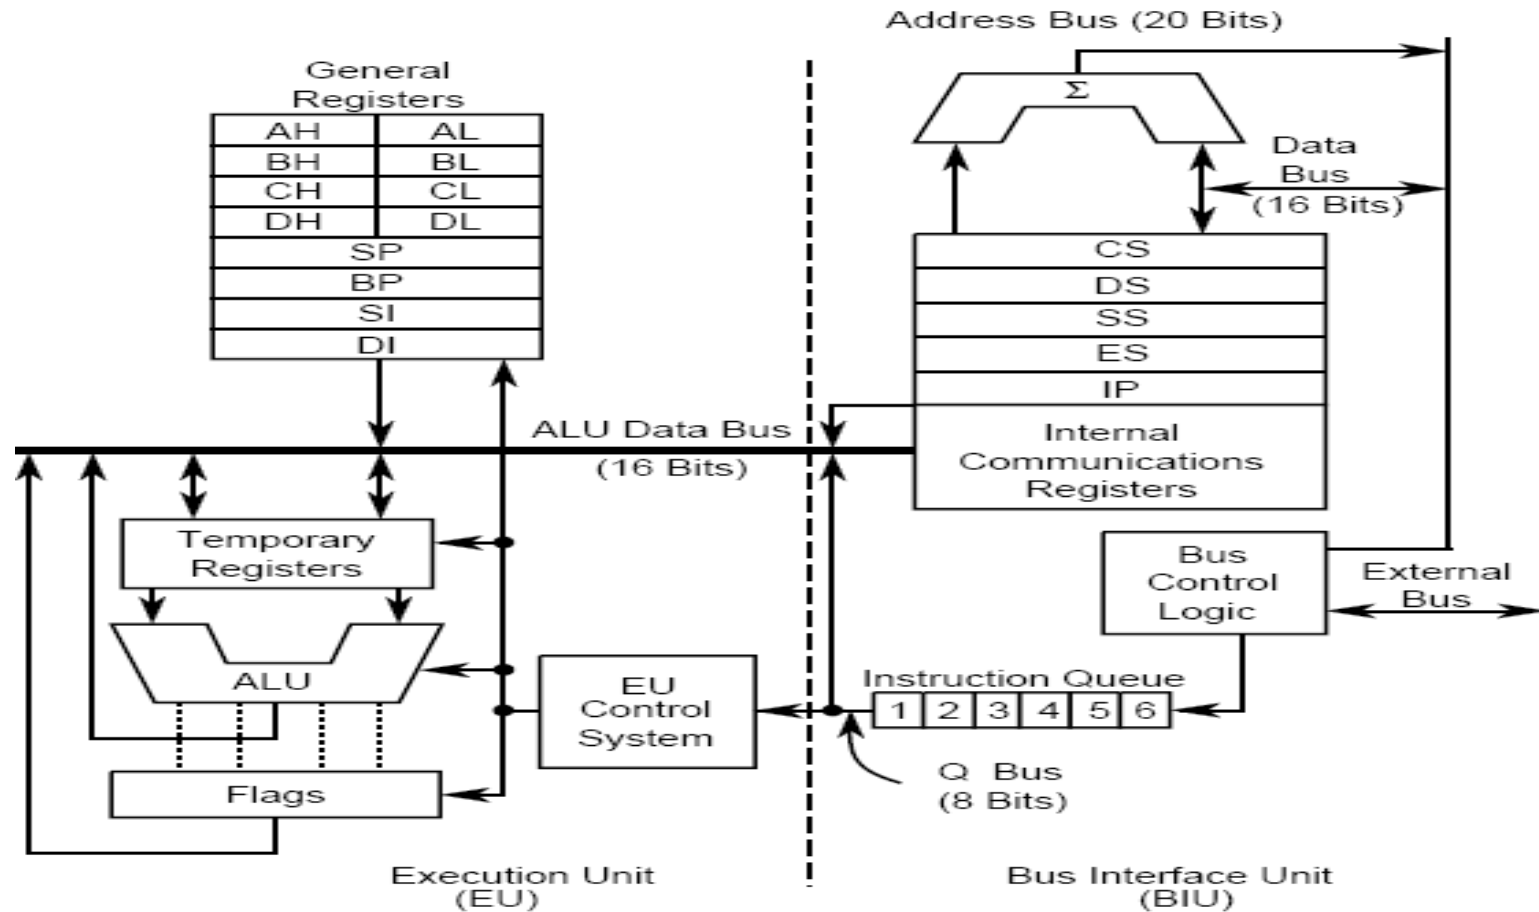 Address Bus (20 Bits)
General
Registers
AH AL
BH BL
CH CL
DH DL
SP
BP
SI
DI
Σ
Data
Bus
(16 Bits)
CS
DS
SS
ES
IP
Internal
Communications
Registers
ALU Data Bus
(16 Bits)
Temporary
Registers
ALU
Flags
EU
Control
System
Bus
Control
Logic
External
Bus
Instruction Queue
1 2 3 4 5 6
Q Bus
(8 Bits)
Execution Unit
(EU)
Bus Interface Unit
(BIU)